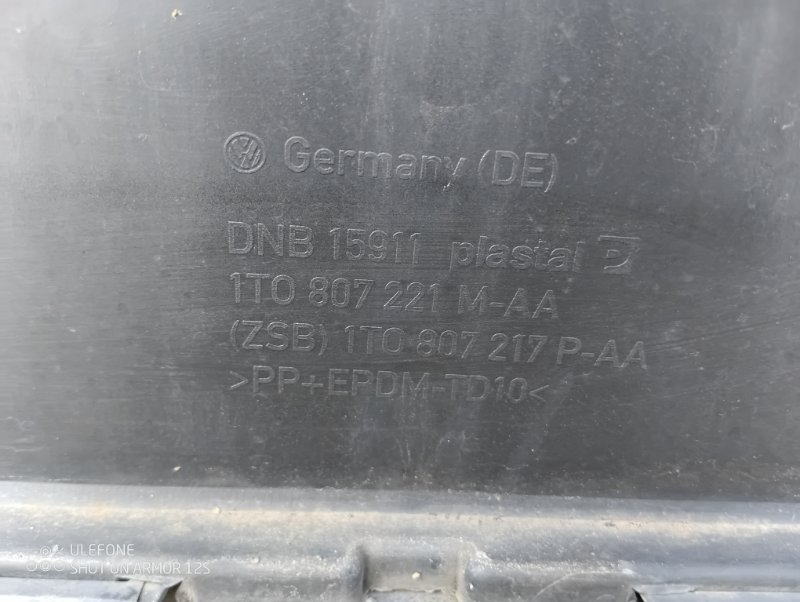 Germany (DE)
DNB 15911 plastal
1T0 807 221 M-AA
(ZSB) 1T0 807 217 P-AA
>PP+EPDM-TD10<
ULEFONE
SHOT ON ARMOR 12S